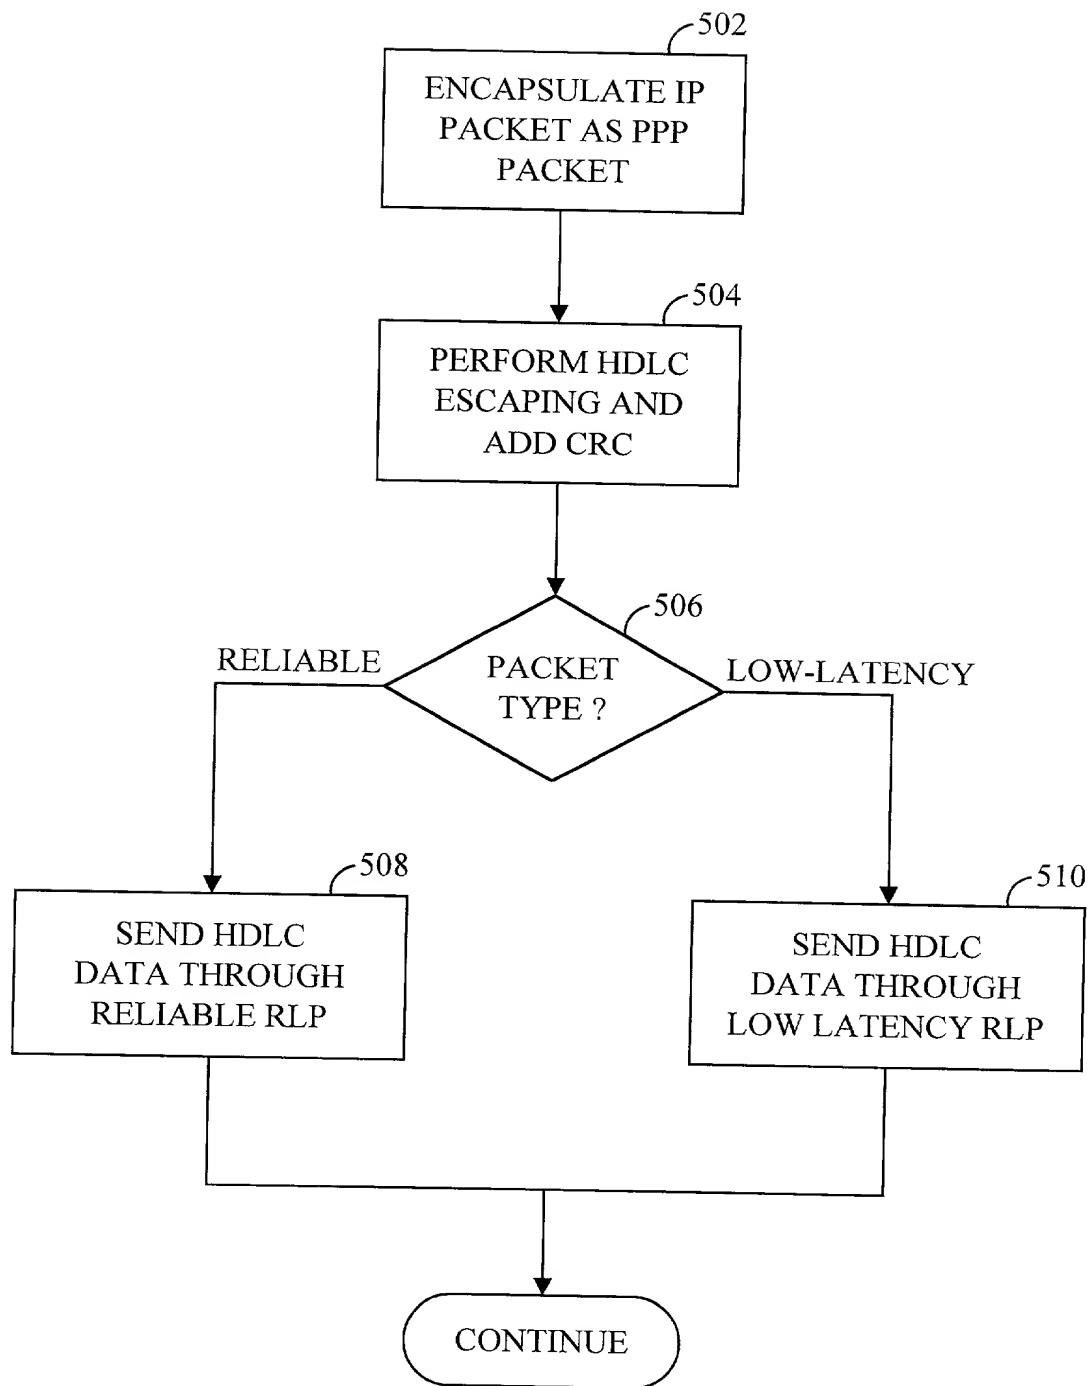 502
ENCAPSULATE IP
PACKET AS PPP
PACKET
504
PERFORM HDLC
ESCAPING AND
ADD CRC
506
RELIABLE
PACKET
TYPE ?
LOW-LATENCY
508
SEND HDLC
DATA THROUGH
RELIABLE RLP
510
SEND HDLC
DATA THROUGH
LOW LATENCY RLP
CONTINUE